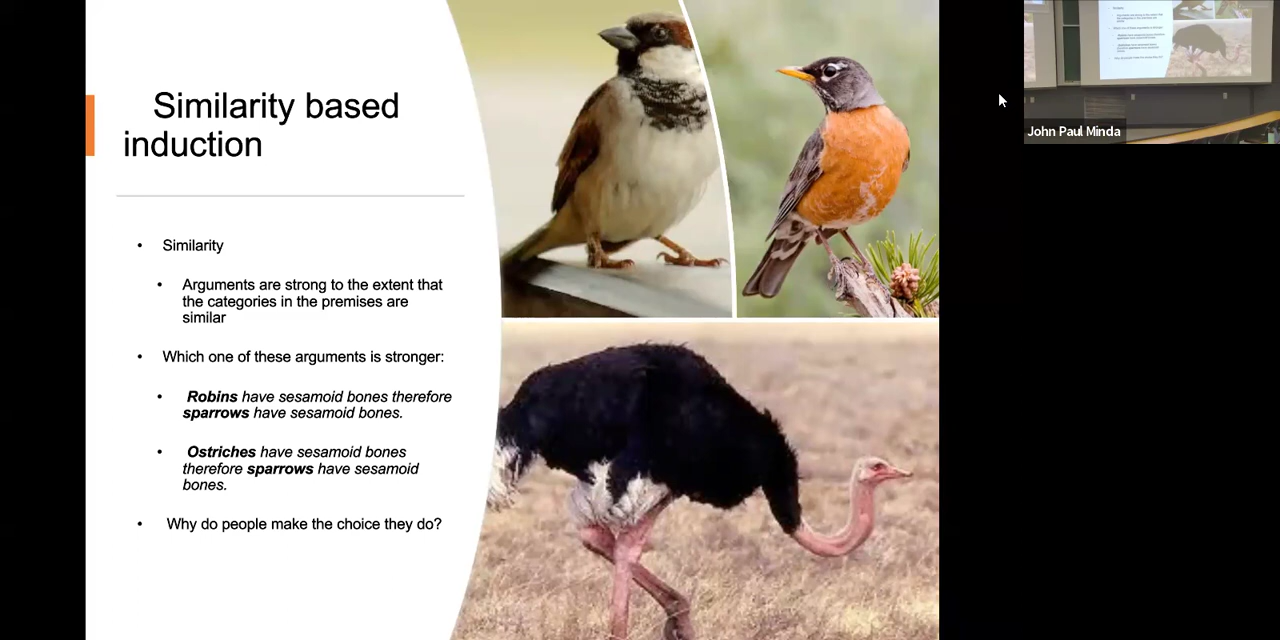 Similarity based
induction
• Similarity
• Arguments are strong to the extent that
the categories in the premises are
similar
• Which one of these arguments is stronger:
• Robins have sesamoid bones therefore
sparrows have sesamoid bones.
• Ostriches have sesamoid bones
therefore sparrows have sesamoid
bones.
• Why do people make the choice they do?
John Paul Minda